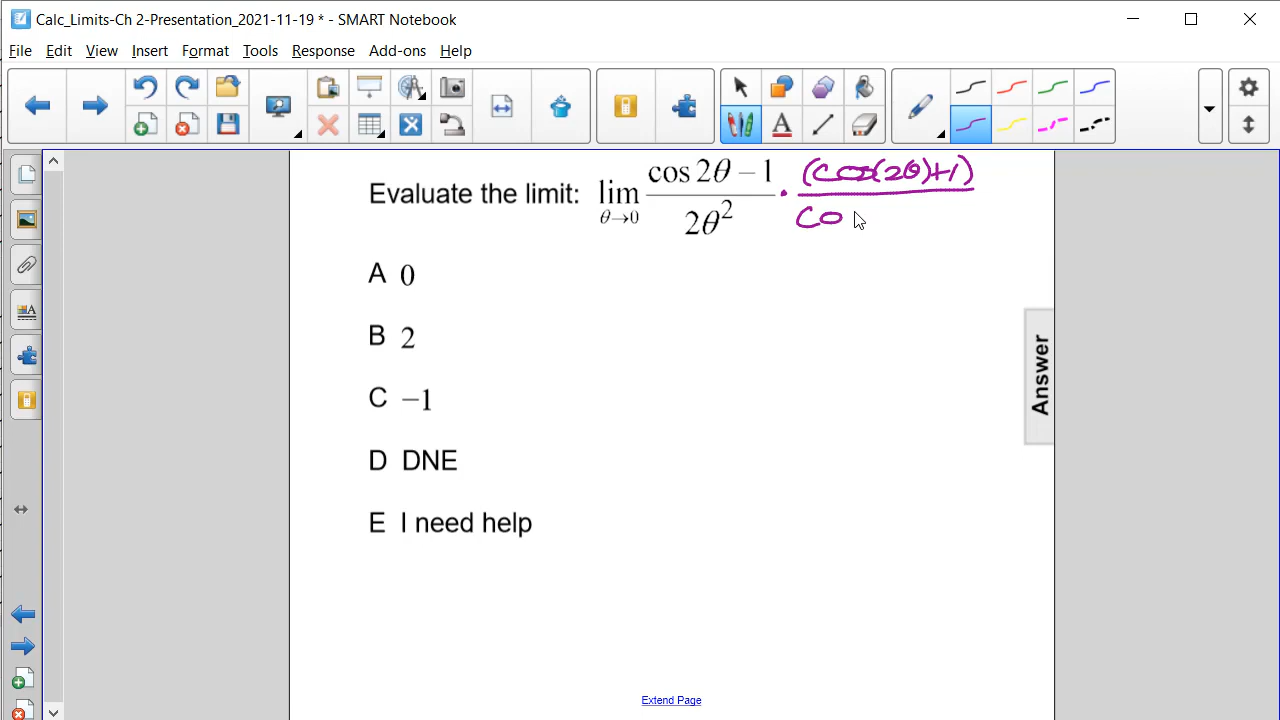 Calc_Limits-Ch 2-Presentation_2021-11-19 * - SMART Notebook
File Edit View Insert Format Tools Response Add-ons Help
Evaluate the limit: lim θ→0 (cos 2θ − 1)/(2θ²) · (cos(2θ)+1)/(co
A 0
B 2
C −1
D DNE
E I need help
Answer
Extend Page